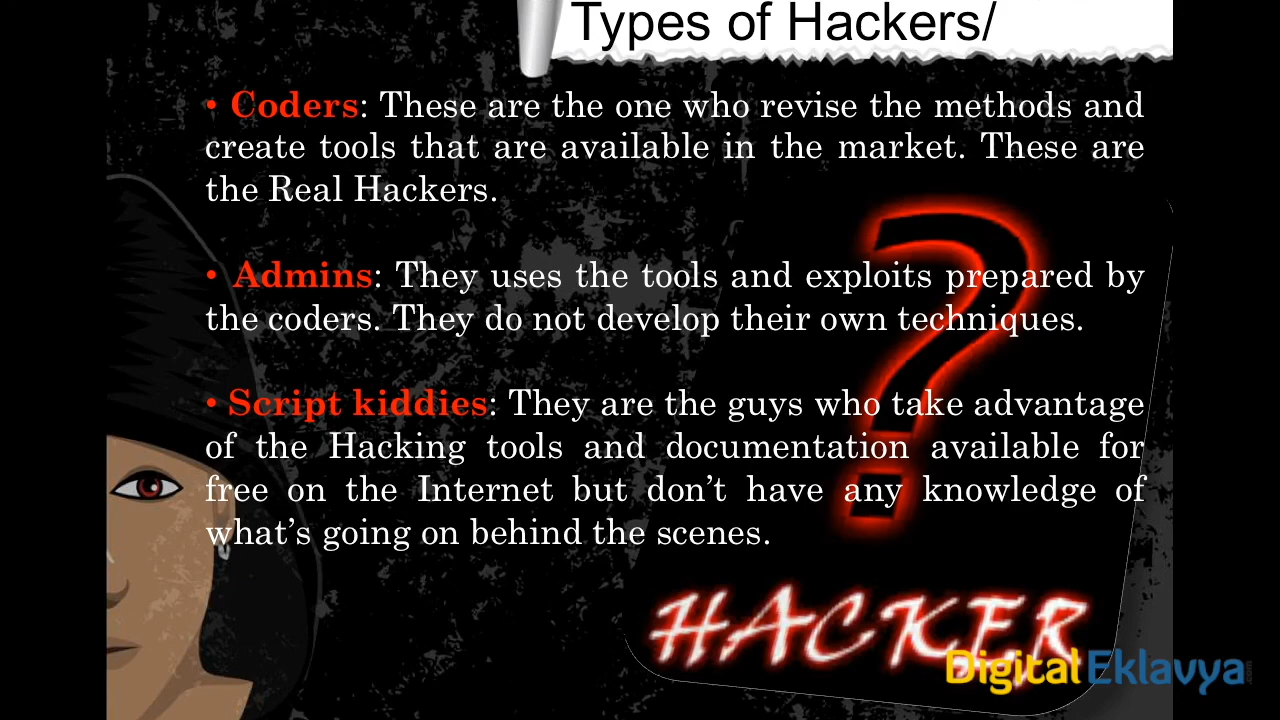 Types of Hackers/
• Coders: These are the one who revise the methods and
create tools that are available in the market. These are
the Real Hackers.
• Admins: They uses the tools and exploits prepared by
the coders. They do not develop their own techniques.
• Script kiddies: They are the guys who take advantage
of the Hacking tools and documentation available for
free on the Internet but don’t have any knowledge of
what’s going on behind the scenes.
HACKER
DigitalEklavya